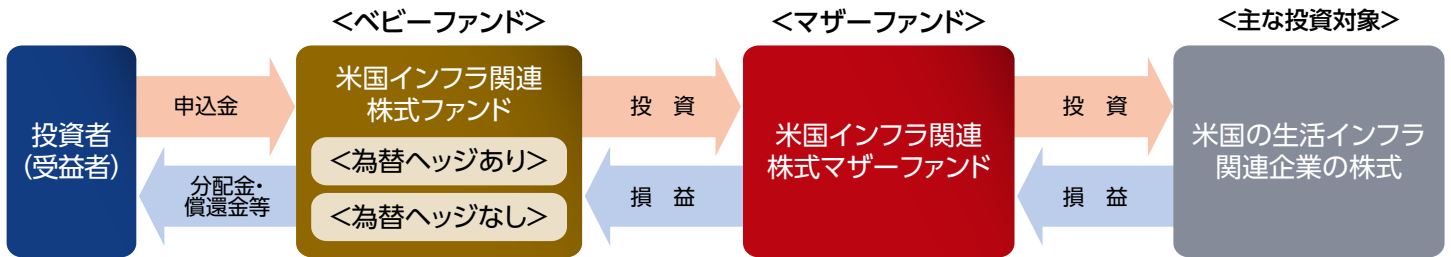 <ベビーファンド>
<マザーファンド>
<主な投資対象>
投資者
(受益者)
申込金
分配金・
償還金等
米国インフラ関連
株式ファンド
<為替ヘッジあり>
<為替ヘッジなし>
投 資
損 益
米国インフラ関連
株式マザーファンド
投 資
損 益
米国の生活インフラ
関連企業の株式